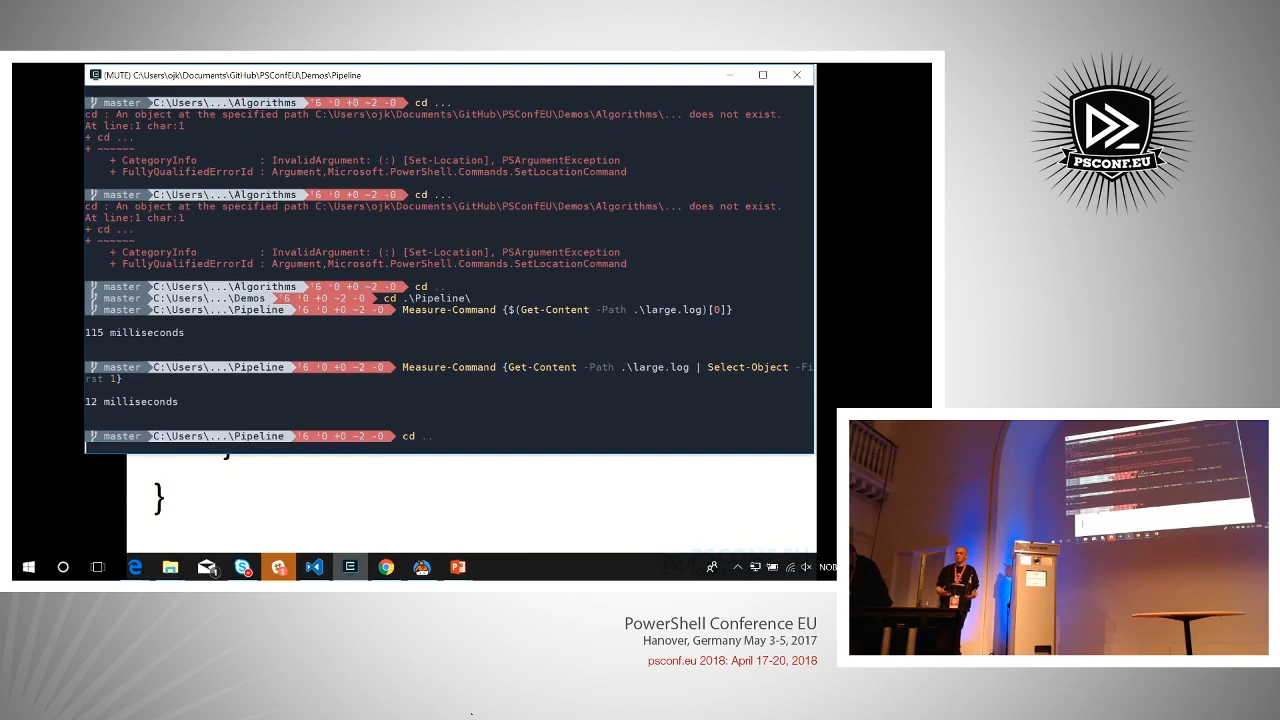 (MUTE) C:\Users\ojk\Documents\GitHub\PSConfEU\Demos\Pipeline
master C:\Users\...\Algorithms '6 '0 +0 ~2 -0 cd ...
cd : An object at the specified path C:\Users\ojk\Documents\GitHub\PSConfEU\Demos\Algorithms\... does not exist.
At line:1 char:1
+ cd ...
+ ~~~~~~
+ CategoryInfo : InvalidArgument: (:) [Set-Location], PSArgumentException
+ FullyQualifiedErrorId : Argument,Microsoft.PowerShell.Commands.SetLocationCommand
master C:\Users\...\Algorithms '6 '0 +0 ~2 -0 cd ...
cd : An object at the specified path C:\Users\ojk\Documents\GitHub\PSConfEU\Demos\Algorithms\... does not exist.
At line:1 char:1
+ cd ...
+ ~~~~~~
+ CategoryInfo : InvalidArgument: (:) [Set-Location], PSArgumentException
+ FullyQualifiedErrorId : Argument,Microsoft.PowerShell.Commands.SetLocationCommand
master C:\Users\...\Algorithms '6 '0 +0 ~2 -0 cd ..
master C:\Users\...\Demos '6 '0 +0 ~2 -0 cd .\Pipeline\
master C:\Users\...\Pipeline '6 '0 +0 ~2 -0 Measure-Command {$(Get-Content -Path .\large.log)[0]}
115 milliseconds
master C:\Users\...\Pipeline '6 '0 +0 ~2 -0 Measure-Command {Get-Content -Path .\large.log | Select-Object -Fi
rst 1}
12 milliseconds
master C:\Users\...\Pipeline '6 '0 +0 ~2 -0 cd ..
}
NOB
PSCONF.EU
PowerShell Conference EU
Hanover, Germany May 3-5, 2017
psconf.eu 2018: April 17-20, 2018